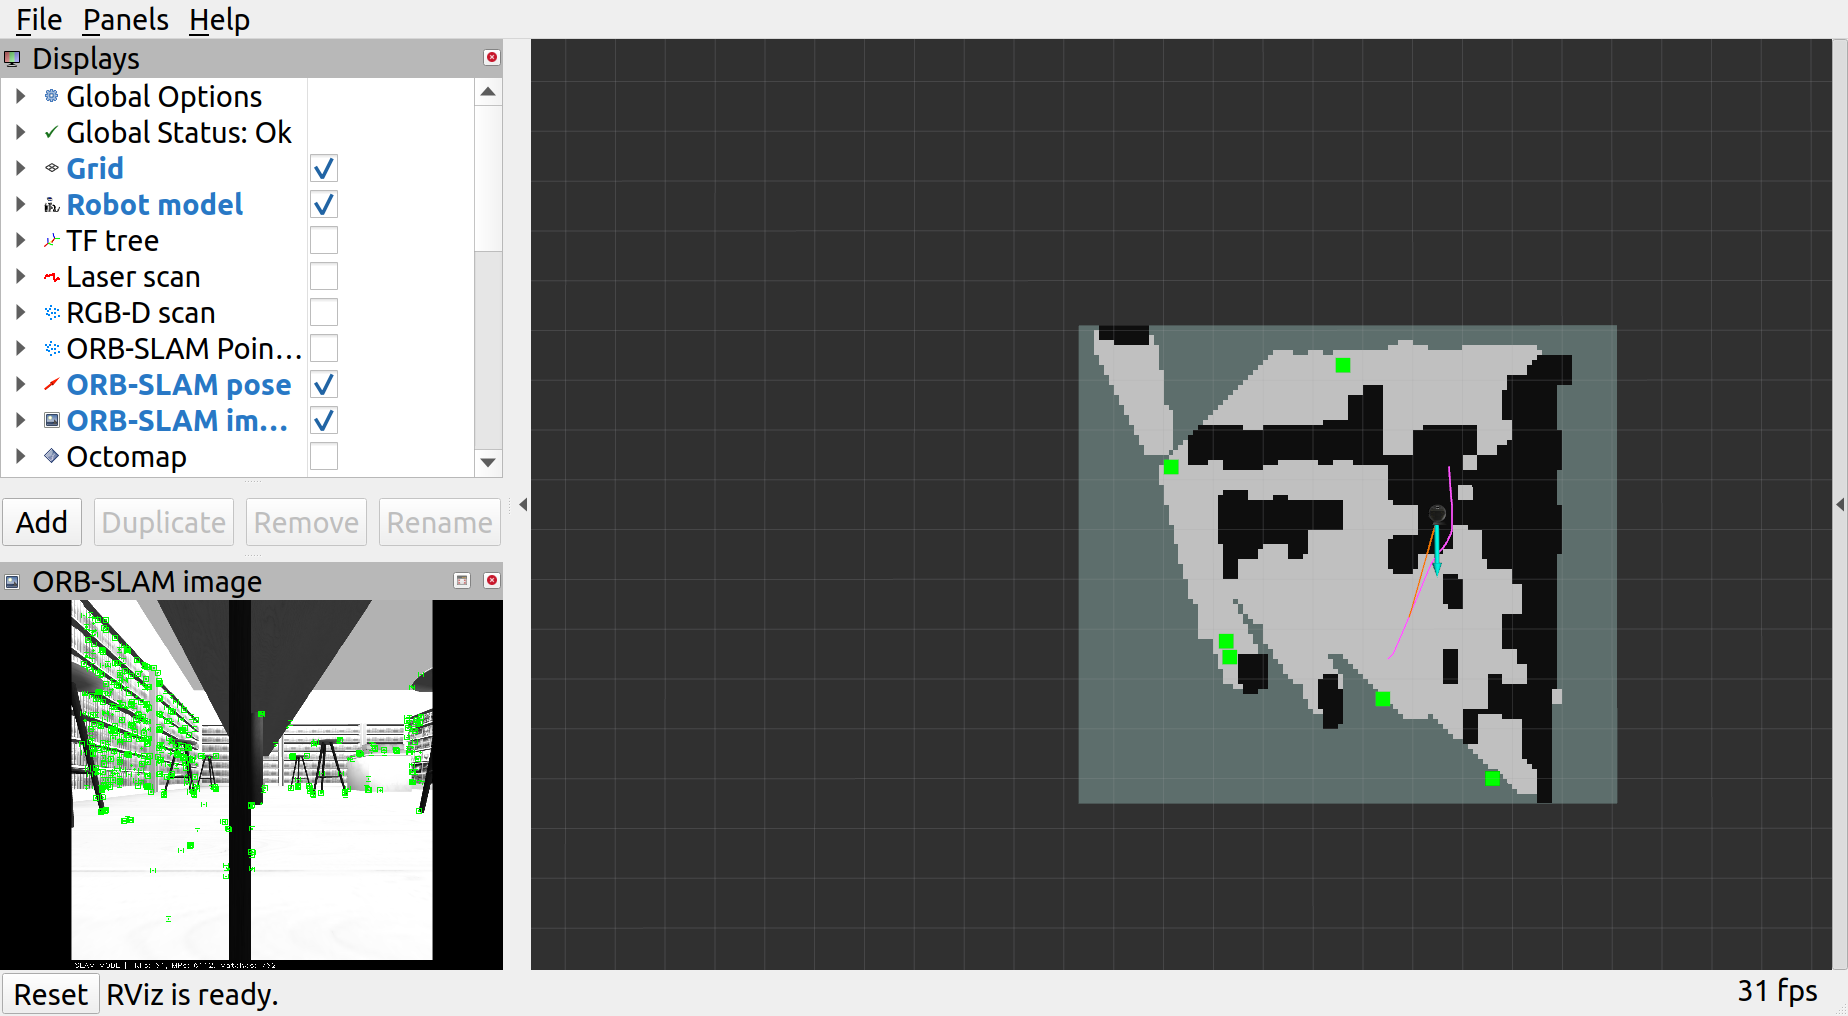 File Panels Help
Displays
Global Options
Global Status: Ok
Grid
Robot model
TF tree
Laser scan
RGB-D scan
ORB-SLAM Poin...
ORB-SLAM pose
ORB-SLAM im...
Octomap
Add Duplicate Remove Rename
ORB-SLAM image
SLAM MODE |
Reset RViz is ready.
31 fps